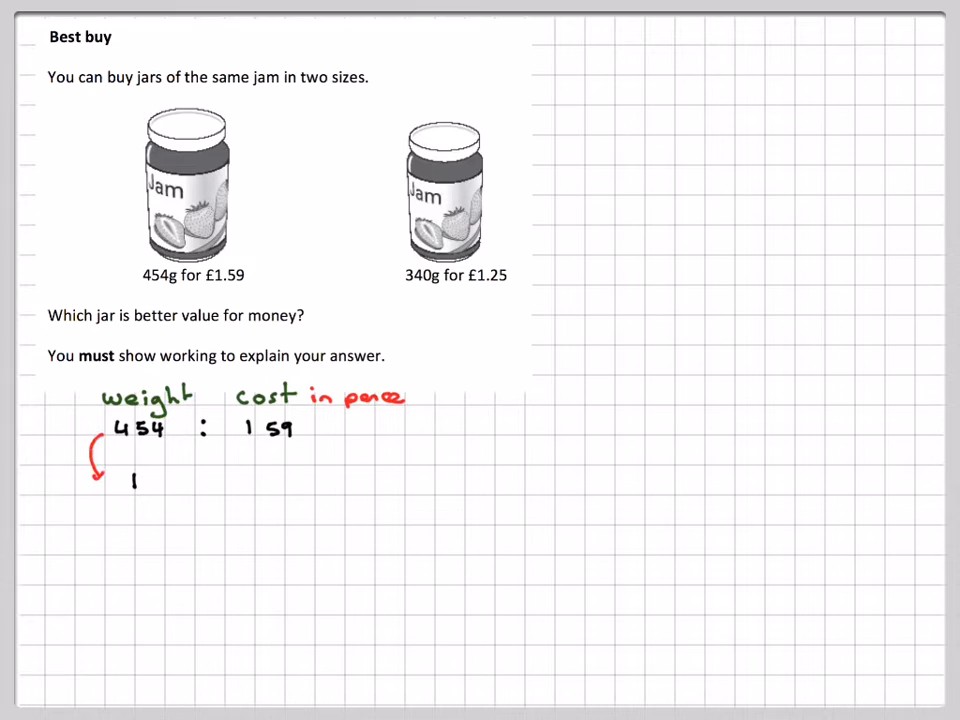 Best buy
You can buy jars of the same jam in two sizes.
Jam
Jam
454g for £1.59
340g for £1.25
Which jar is better value for money?
You must show working to explain your answer.
weight cost in pence
454 : 159
1